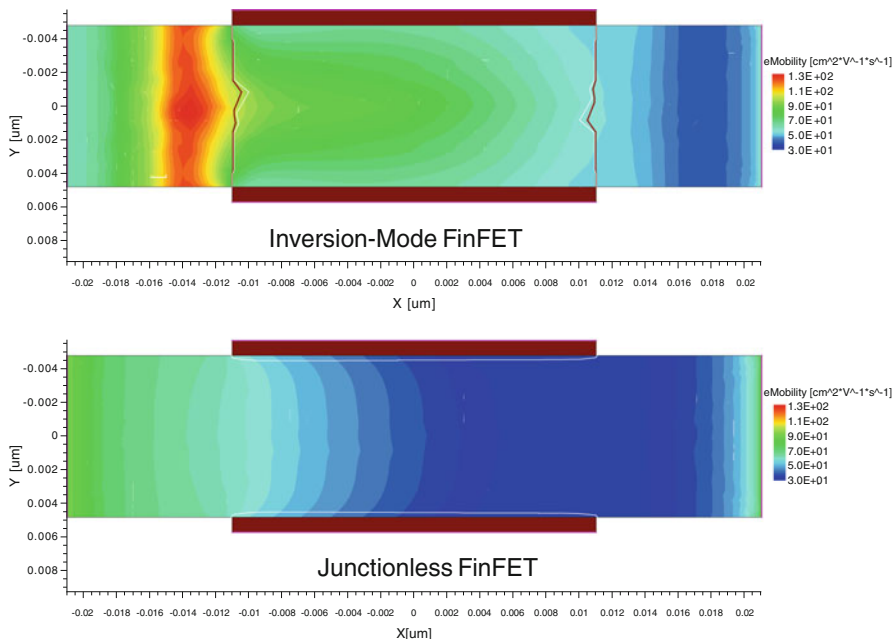 -0.004
-0.002
0
0.002
0.004
0.006
0.008
Y [um]
eMobility [cm^2*V^-1*s^-1]
1.3E+02
1.1E+02
9.0E+01
7.0E+01
5.0E+01
3.0E+01
Inversion-Mode FinFET
-0.02 -0.018 -0.016 -0.014 -0.012 -0.01 -0.008 -0.006 -0.004 -0.002 0 0.002 0.004 0.006 0.008 0.01 0.012 0.014 0.016 0.018 0.02
X [um]
-0.004
-0.002
0
0.002
0.004
0.006
0.008
Y [um]
eMobility [cm^2*V^-1*s^-1]
1.3E+02
1.1E+02
9.0E+01
7.0E+01
5.0E+01
3.0E+01
Junctionless FinFET
-0.02 -0.018 -0.016 -0.014 -0.012 -0.01 -0.008 -0.006 -0.004 -0.002 0 0.002 0.004 0.006 0.008 0.01 0.012 0.014 0.016 0.018 0.02
X[um]